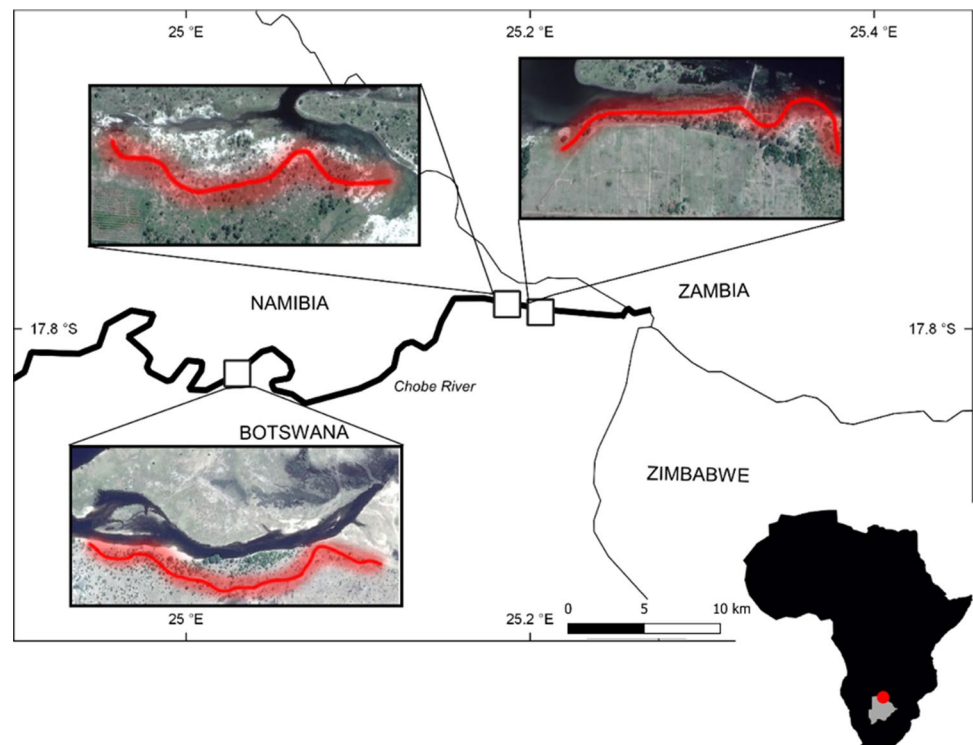 25 °E
25.2 °E
25.4 °E
NAMIBIA
ZAMBIA
17.8 °S
17.8 °S
Chobe River
BOTSWANA
ZIMBABWE
0 5 10 km
25 °E
25.2 °E